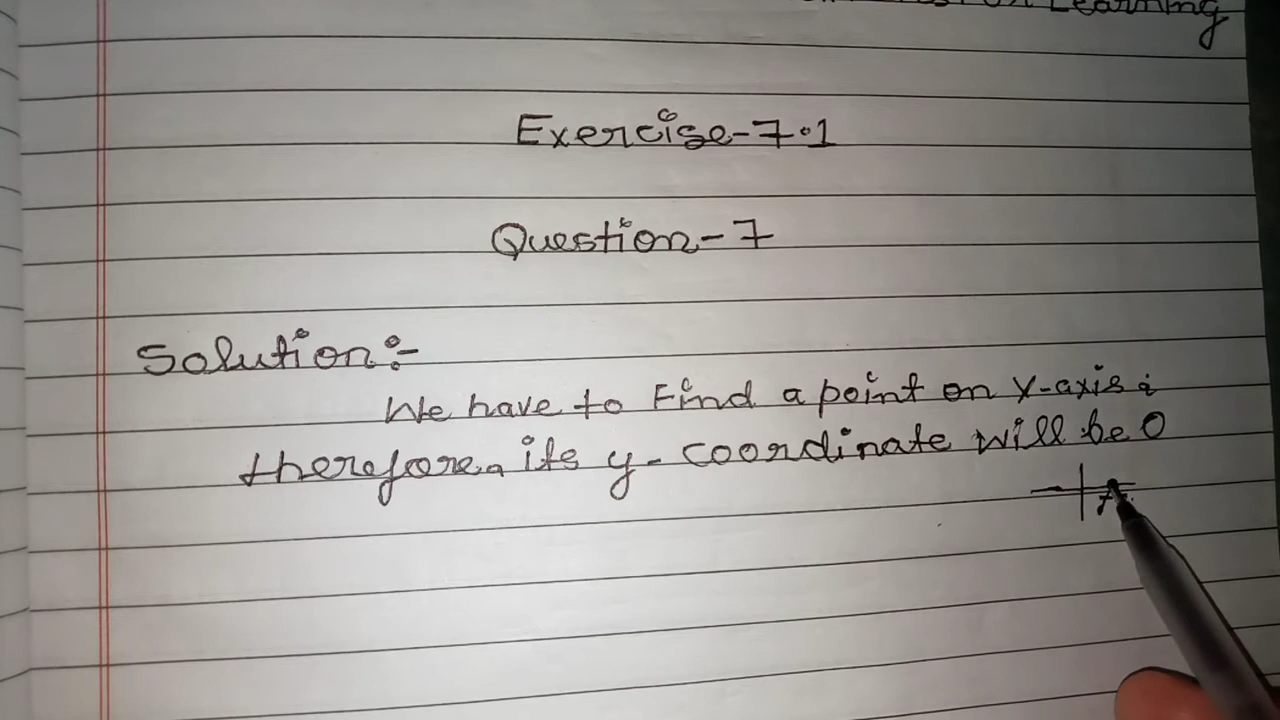 Learning
Exercise-7.1
Question-7
Solution:-
We have to Find a point on X-axis.
therefore, its y-coordinate will be 0